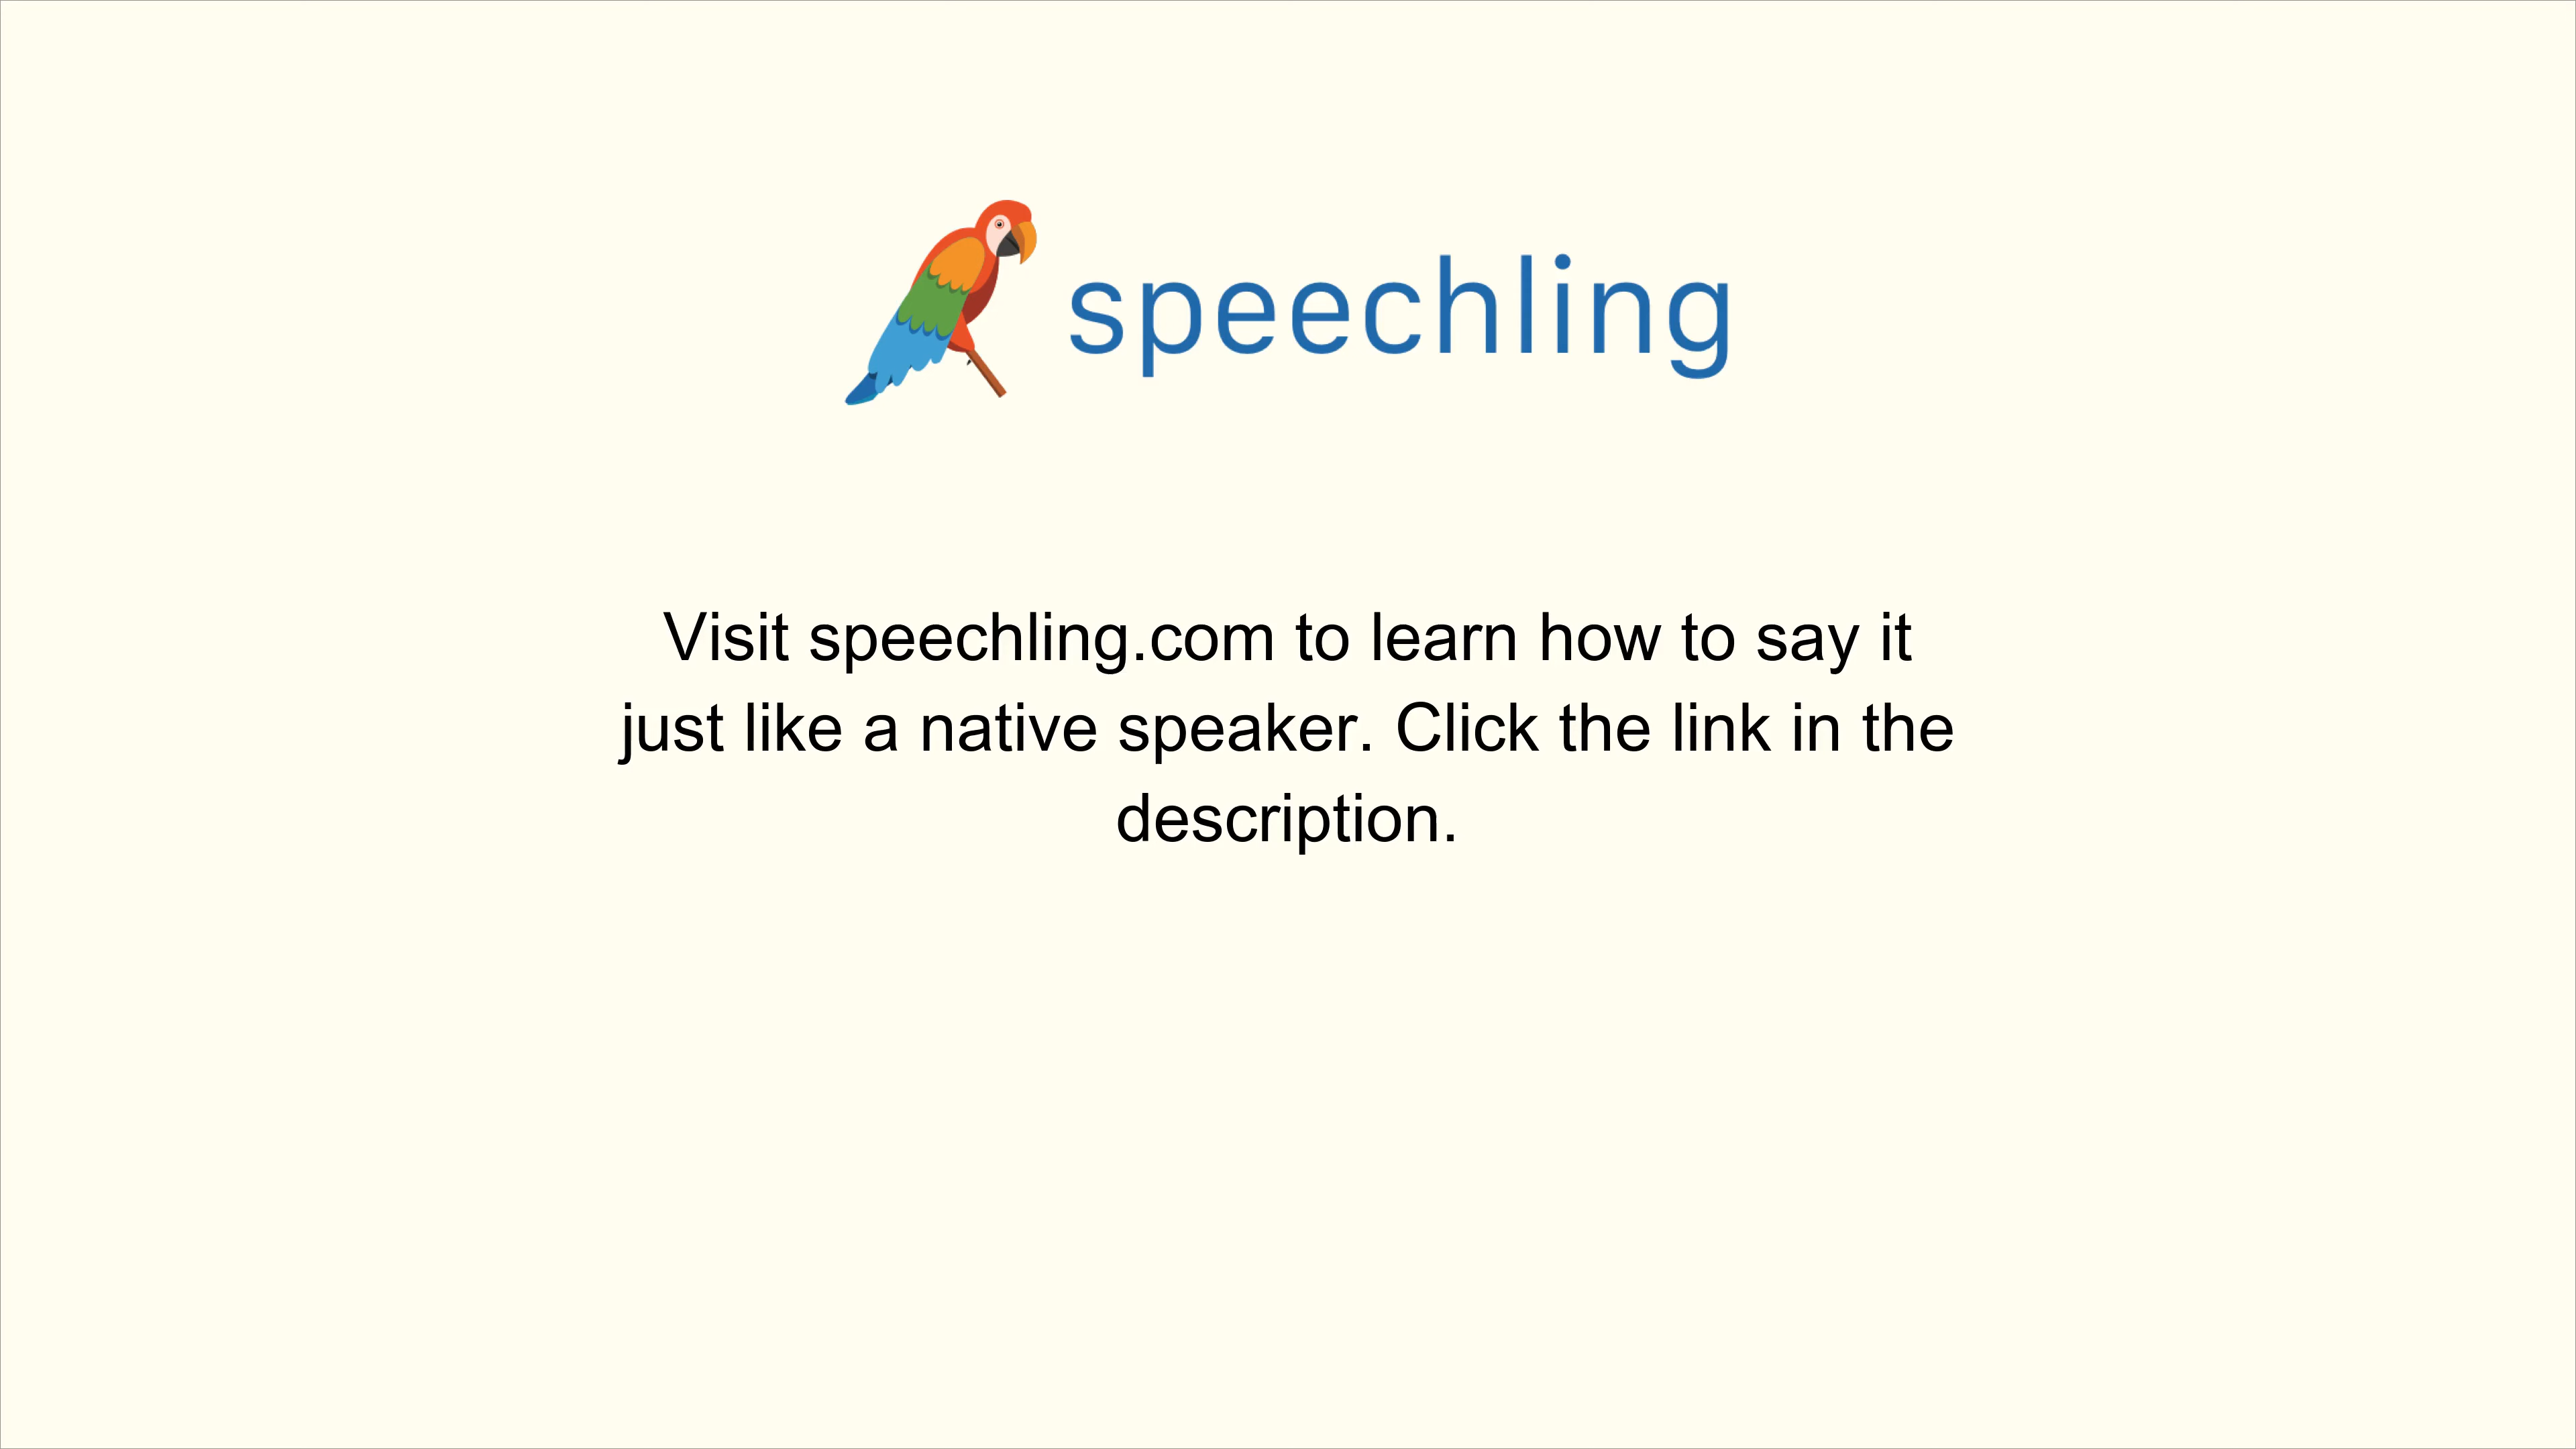 speechling
Visit speechling.com to learn how to say it
just like a native speaker. Click the link in the
description.